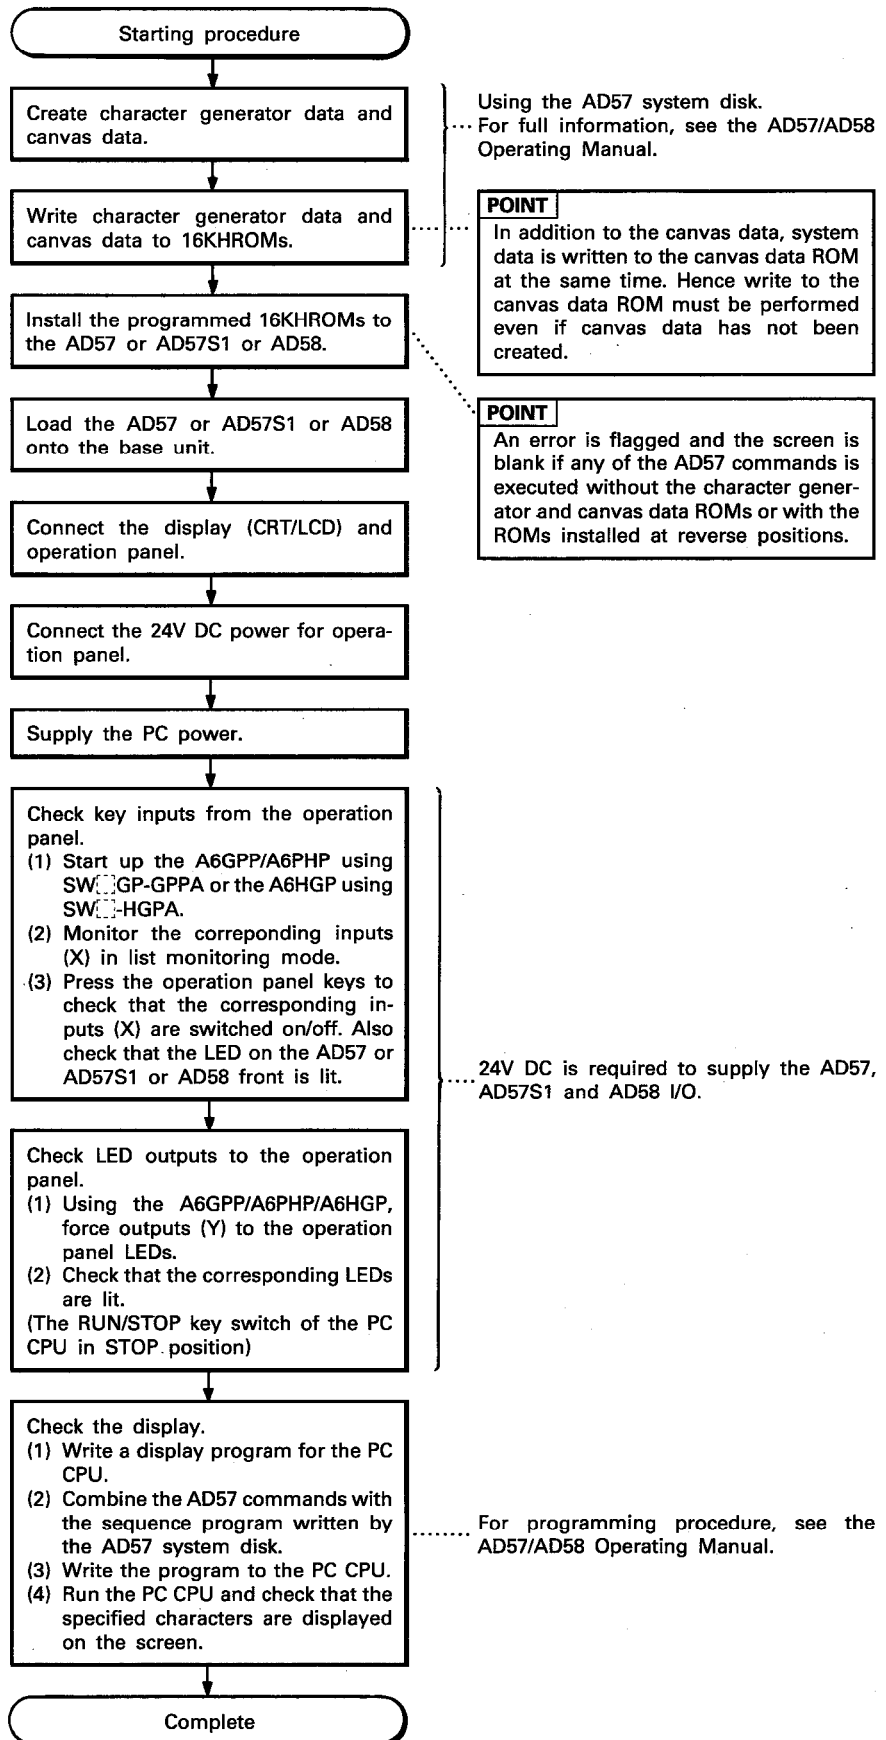 Starting procedure
Create character generator data and
canvas data.
Using the AD57 system disk.
For full information, see the AD57/AD58
Operating Manual.
Write character generator data and
canvas data to 16KHROMs.
POINT
In addition to the canvas data, system
data is written to the canvas data ROM
at the same time. Hence write to the
canvas data ROM must be performed
even if canvas data has not been
created.
Install the programmed 16KHROMs to
the AD57 or AD57S1 or AD58.
POINT
An error is flagged and the screen is
blank if any of the AD57 commands is
executed without the character gener-
ator and canvas data ROMs or with the
ROMs installed at reverse positions.
Load the AD57 or AD57S1 or AD58
onto the base unit.
Connect the display (CRT/LCD) and
operation panel.
Connect the 24V DC power for opera-
tion panel.
Supply the PC power.
Check key inputs from the operation
panel.
(1) Start up the A6GPP/A6PHP using
SW⬚GP-GPPA or the A6HGP using
SW⬚-HGPA.
(2) Monitor the correponding inputs
(X) in list monitoring mode.
(3) Press the operation panel keys to
check that the corresponding in-
puts (X) are switched on/off. Also
check that the LED on the AD57 or
AD57S1 or AD58 front is lit.
24V DC is required to supply the AD57,
AD57S1 and AD58 I/O.
Check LED outputs to the operation
panel.
(1) Using the A6GPP/A6PHP/A6HGP,
force outputs (Y) to the operation
panel LEDs.
(2) Check that the corresponding LEDs
are lit.
(The RUN/STOP key switch of the PC
CPU in STOP position)
Check the display.
(1) Write a display program for the PC
CPU.
(2) Combine the AD57 commands with
the sequence program written by
the AD57 system disk.
(3) Write the program to the PC CPU.
(4) Run the PC CPU and check that the
specified characters are displayed
on the screen.
For programming procedure, see the
AD57/AD58 Operating Manual.
Complete